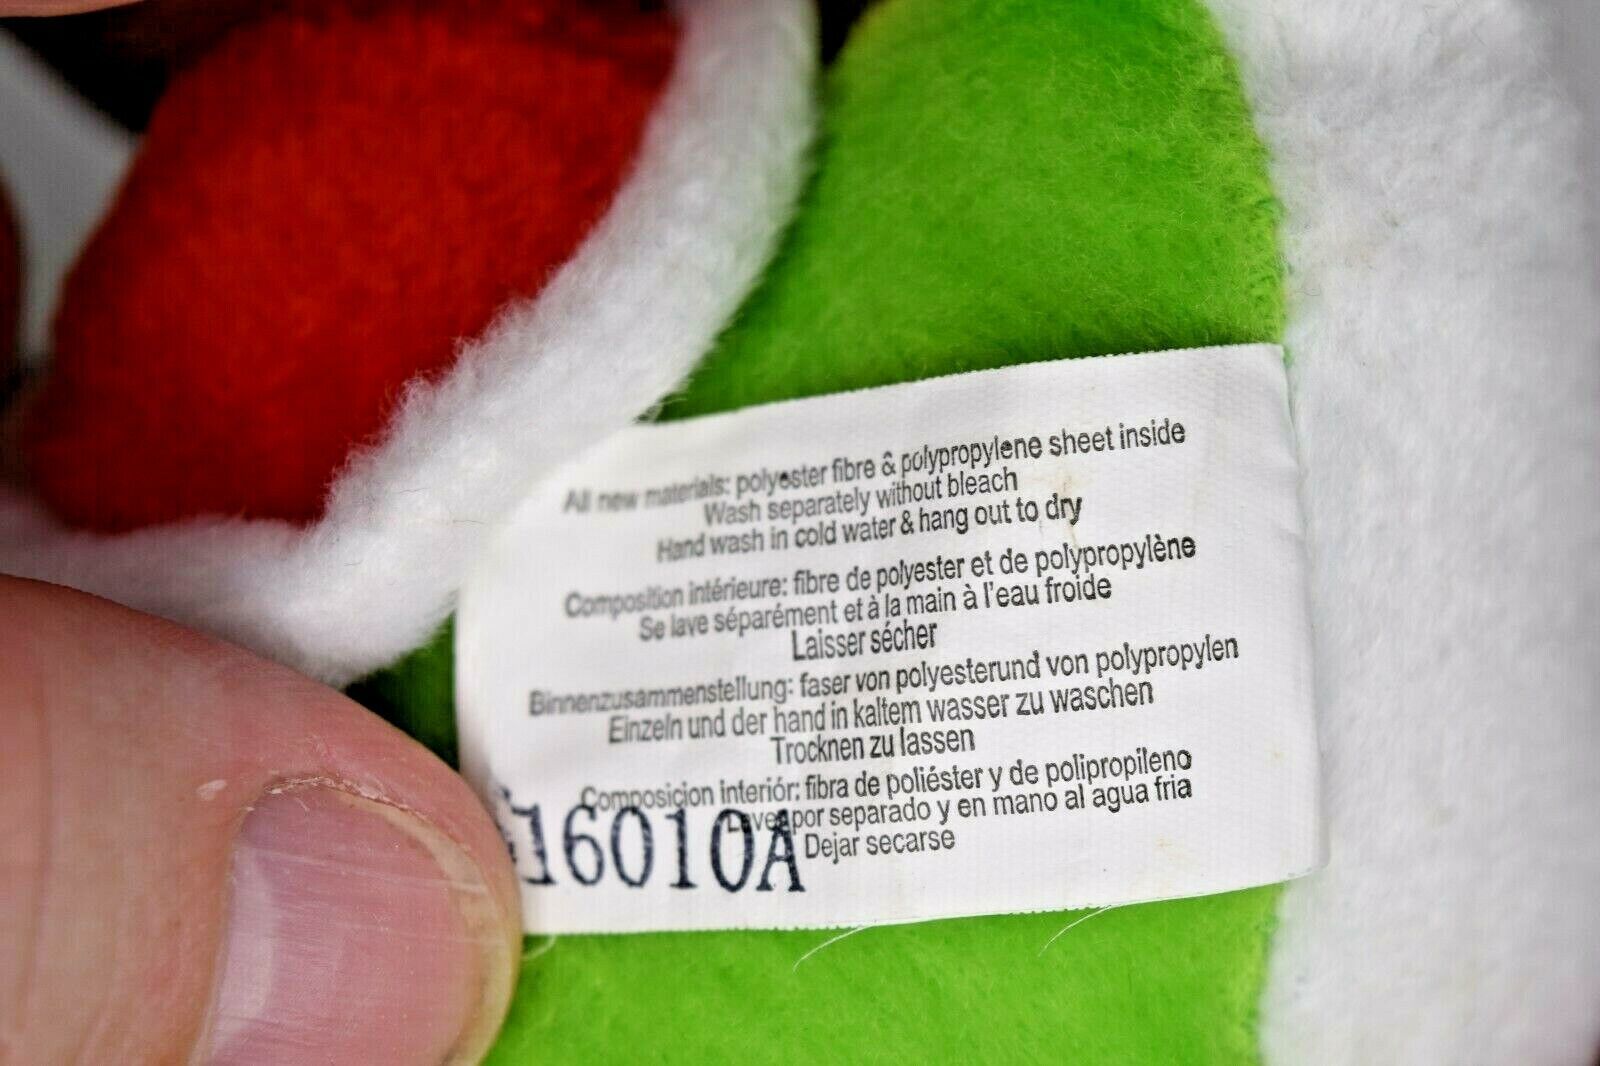 All new materials: polyester fibre & polypropylene sheet inside
Wash separately without bleach
Hand wash in cold water & hang out to dry
Composition intérieure: fibre de polyester et de polypropylène
Se lave séparément et à la main à l'eau froide
Laisser sécher
Binnenzusammenstellung: faser von polyesterund von polypropylen
Einzeln und der hand in kaltem wasser zu waschen
Trocknen zu lassen
Composicion interiór: fibra de poliéster y de polipropileno
por separado y en mano al agua fria
Dejar secarse
16010A